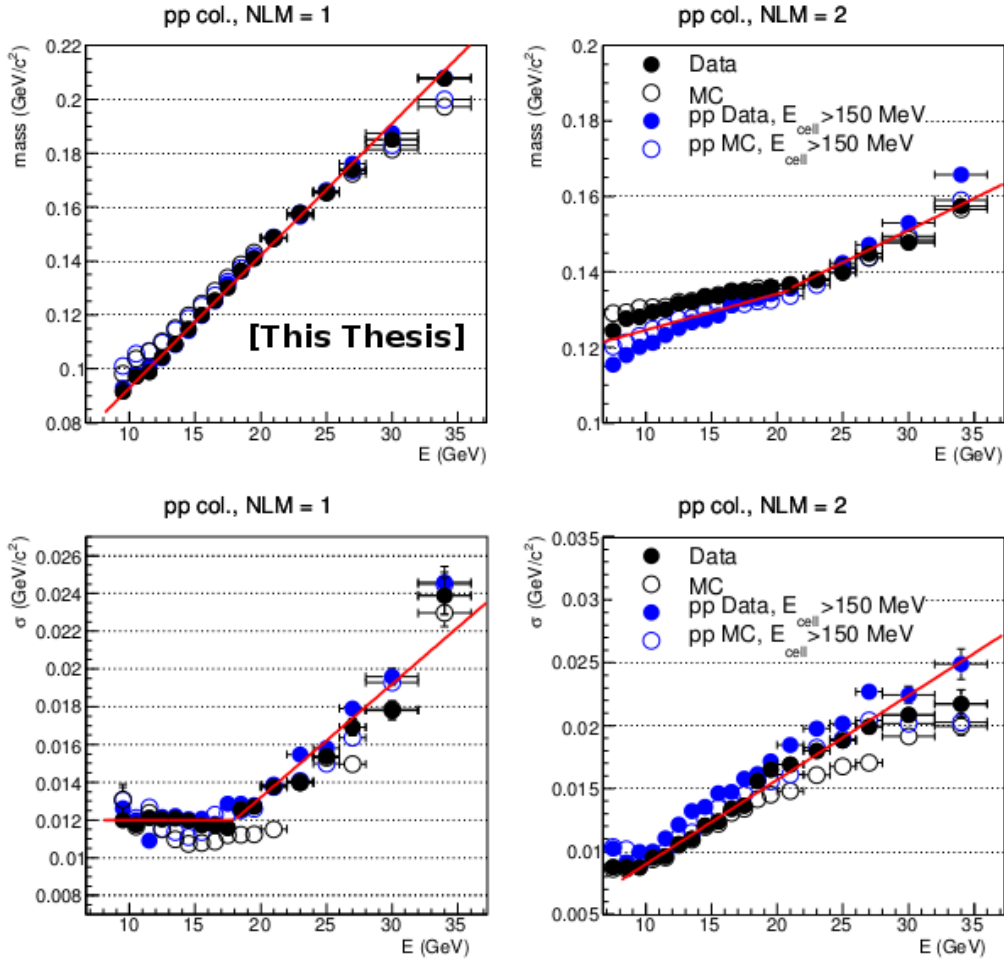 pp col., NLM = 1
mass (GeV/c²)
0.22
0.2
0.18
0.16
0.14
0.12
0.1
0.08
[This Thesis]
10 15 20 25 30 35
E (GeV)
pp col., NLM = 2
mass (GeV/c²)
0.2
0.18
0.16
0.14
0.12
0.1
Data
MC
pp Data, E_cell>150 MeV
pp MC, E_cell>150 MeV
10 15 20 25 30 35
E (GeV)
pp col., NLM = 1
σ (GeV/c²)
0.026
0.024
0.022
0.02
0.018
0.016
0.014
0.012
0.01
0.008
10 15 20 25 30 35
E (GeV)
pp col., NLM = 2
σ (GeV/c²)
0.035
0.03
0.025
0.02
0.015
0.01
0.005
Data
MC
pp Data, E_cell>150 MeV
pp MC, E_cell>150 MeV
10 15 20 25 30 35
E (GeV)